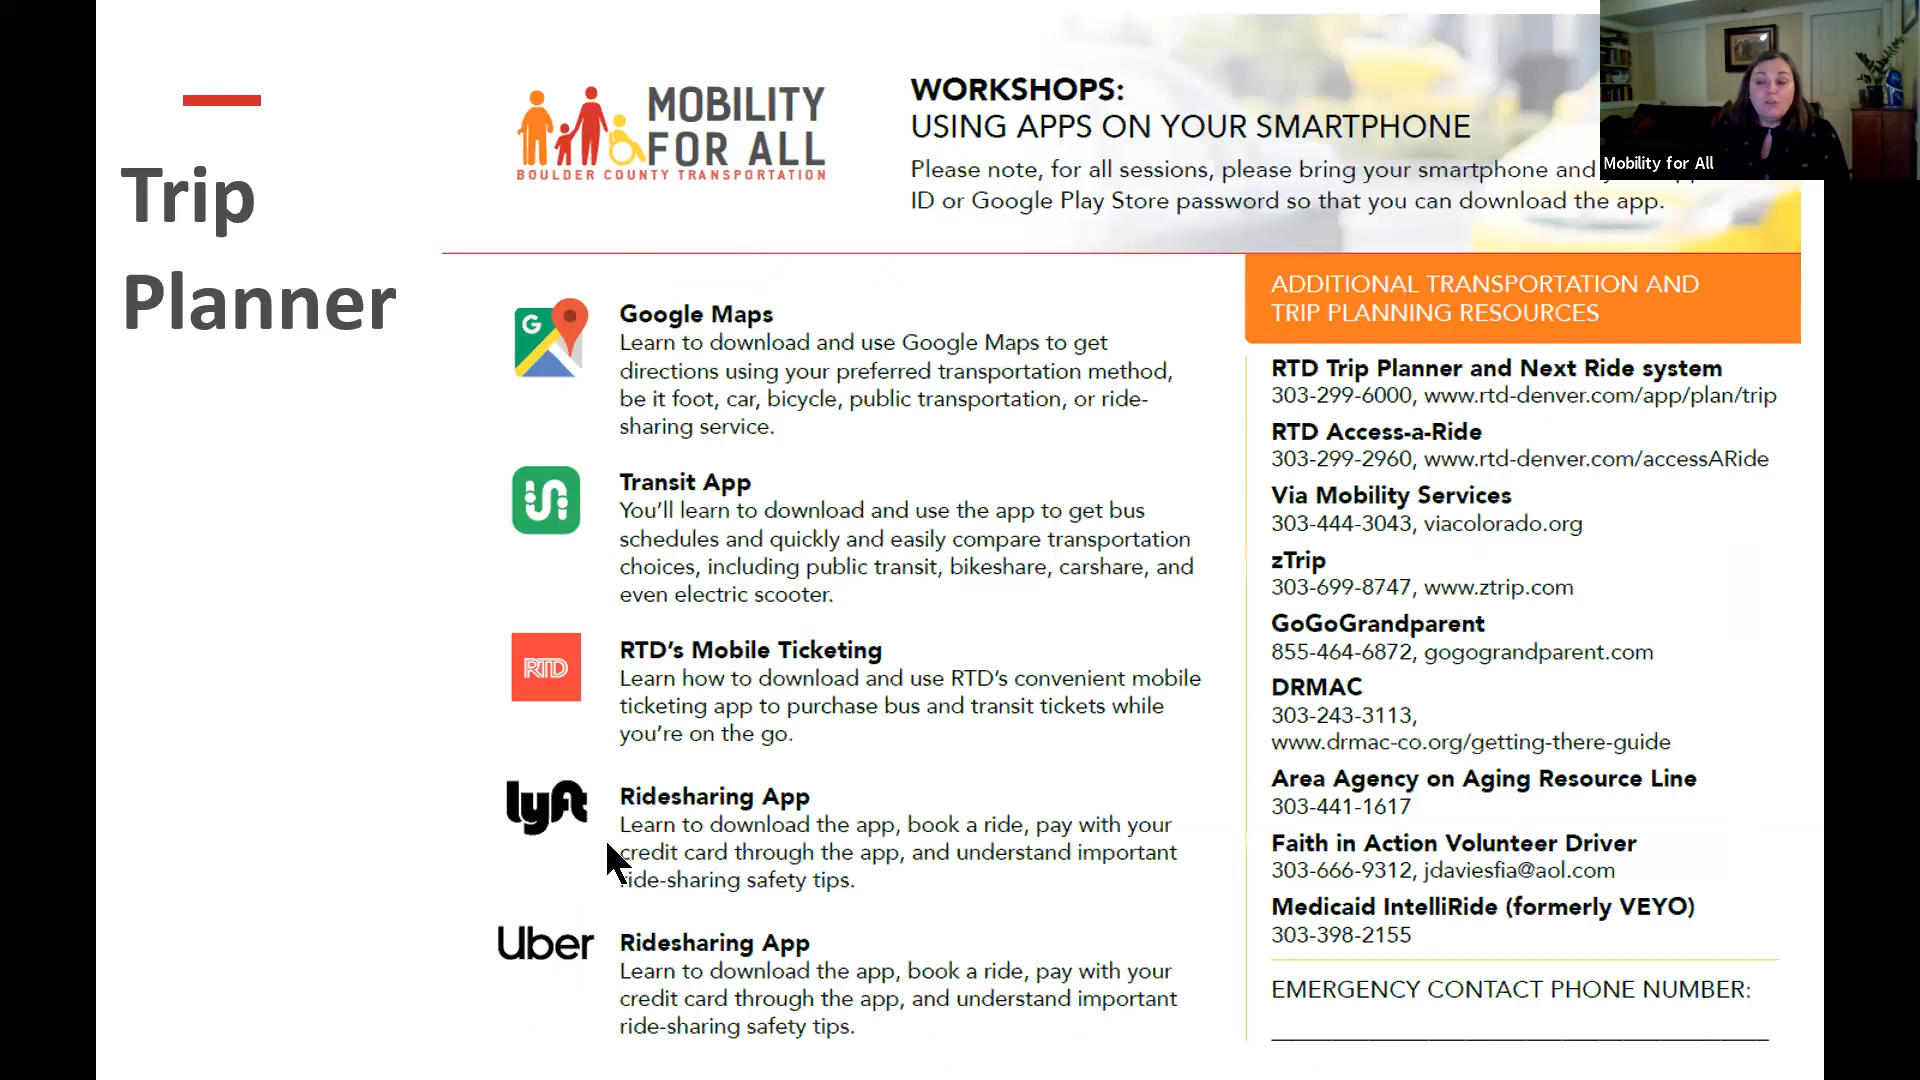 Trip
Planner
MOBILITY
FOR ALL
BOULDER COUNTY TRANSPORTATION
WORKSHOPS:
USING APPS ON YOUR SMARTPHONE
Please note, for all sessions, please bring your smartphone and
ID or Google Play Store password so that you can download the app.
Mobility for All
G
Google Maps
Learn to download and use Google Maps to get
directions using your preferred transportation method,
be it foot, car, bicycle, public transportation, or ride-
sharing service.
Transit App
You'll learn to download and use the app to get bus
schedules and quickly and easily compare transportation
choices, including public transit, bikeshare, carshare, and
even electric scooter.
RTD
RTD's Mobile Ticketing
Learn how to download and use RTD's convenient mobile
ticketing app to purchase bus and transit tickets while
you're on the go.
lyft
Ridesharing App
Learn to download the app, book a ride, pay with your
credit card through the app, and understand important
ride-sharing safety tips.
Uber
Ridesharing App
Learn to download the app, book a ride, pay with your
credit card through the app, and understand important
ride-sharing safety tips.
ADDITIONAL TRANSPORTATION AND
TRIP PLANNING RESOURCES
RTD Trip Planner and Next Ride system
303-299-6000, www.rtd-denver.com/app/plan/trip
RTD Access-a-Ride
303-299-2960, www.rtd-denver.com/accessARide
Via Mobility Services
303-444-3043, viacolorado.org
zTrip
303-699-8747, www.ztrip.com
GoGoGrandparent
855-464-6872, gogograndparent.com
DRMAC
303-243-3113,
www.drmac-co.org/getting-there-guide
Area Agency on Aging Resource Line
303-441-1617
Faith in Action Volunteer Driver
303-666-9312, jdaviesfia@aol.com
Medicaid IntelliRide (formerly VEYO)
303-398-2155
EMERGENCY CONTACT PHONE NUMBER: